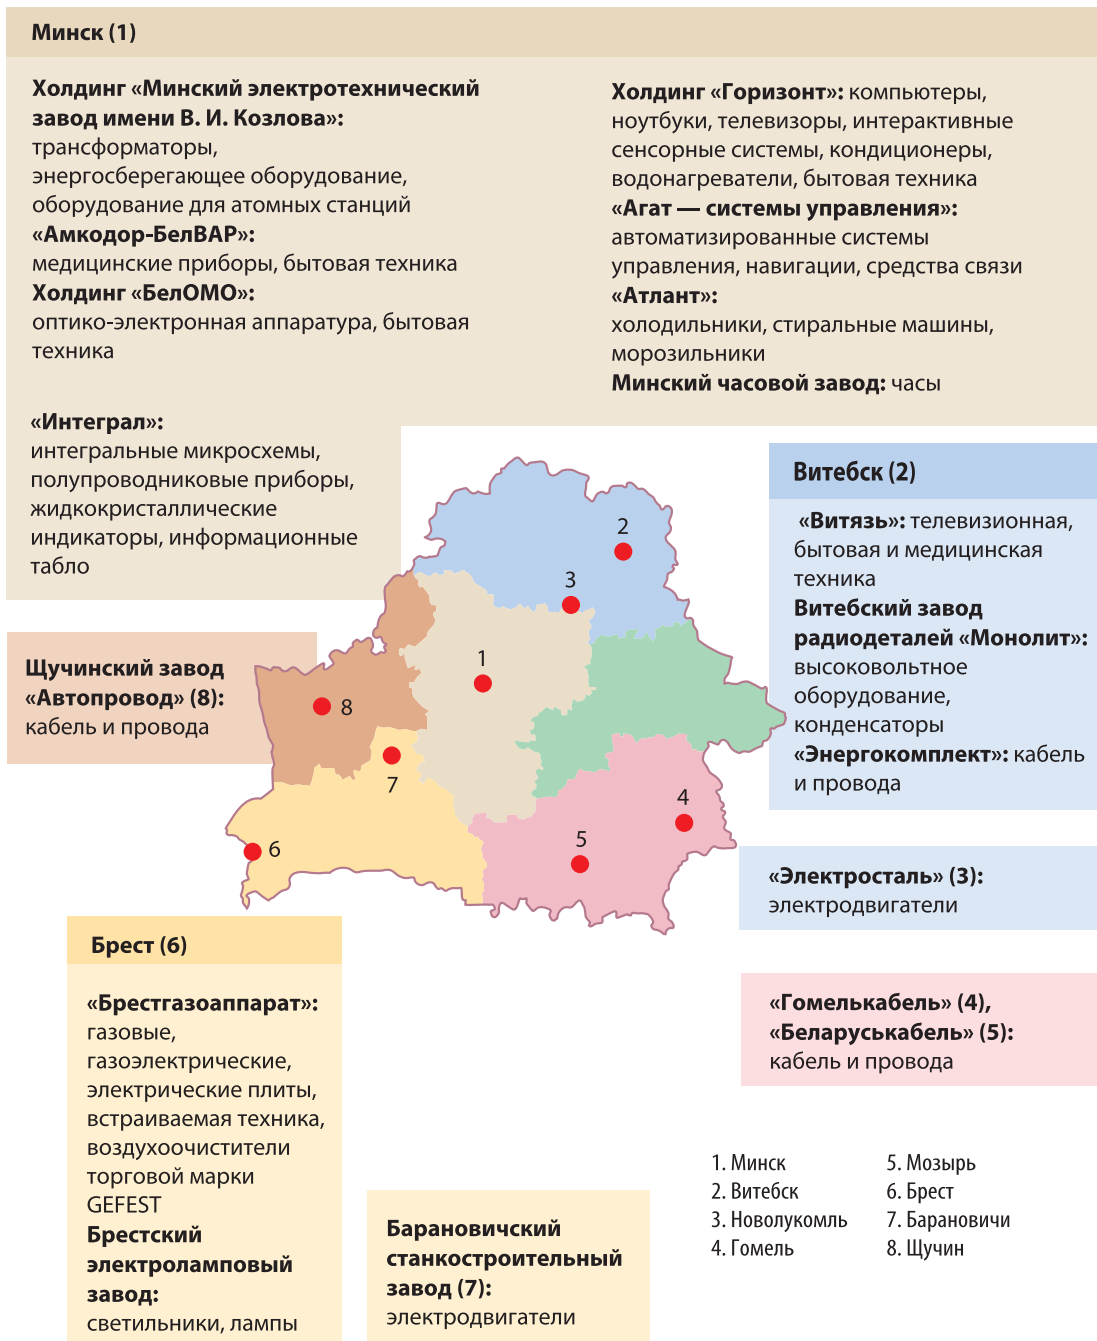 Минск (1)
Холдинг «Минский электротехнический
завод имени В. И. Козлова»:
трансформаторы,
энергосберегающее оборудование,
оборудование для атомных станций
«Амкодор-БелВАР»:
медицинские приборы, бытовая техника
Холдинг «БелОМО»:
оптико-электронная аппаратура, бытовая
техника
«Интеграл»:
интегральные микросхемы,
полупроводниковые приборы,
жидкокристаллические
индикаторы, информационные
табло
Холдинг «Горизонт»: компьютеры,
ноутбуки, телевизоры, интерактивные
сенсорные системы, кондиционеры,
водонагреватели, бытовая техника
«Агат — системы управления»:
автоматизированные системы
управления, навигации, средства связи
«Атлант»:
холодильники, стиральные машины,
морозильники
Минский часовой завод: часы
Витебск (2)
«Витязь»: телевизионная,
бытовая и медицинская
техника
Витебский завод
радиодеталей «Монолит»:
высоковольтное
оборудование,
конденсаторы
«Энергокомплект»: кабель
и провода
Щучинский завод
«Автопровод» (8):
кабель и провода
2
3
1
8
7
4
5
6
«Электросталь» (3):
электродвигатели
Брест (6)
«Брестгазоаппарат»:
газовые,
газоэлектрические,
электрические плиты,
встраиваемая техника,
воздухоочистители
торговой марки
GEFEST
Брестский
электроламповый
завод:
светильники, лампы
«Гомелькабель» (4),
«Беларуськабель» (5):
кабель и провода
Барановичский
станкостроительный
завод (7):
электродвигатели
1. Минск
2. Витебск
3. Новолукомль
4. Гомель
5. Мозырь
6. Брест
7. Барановичи
8. Щучин